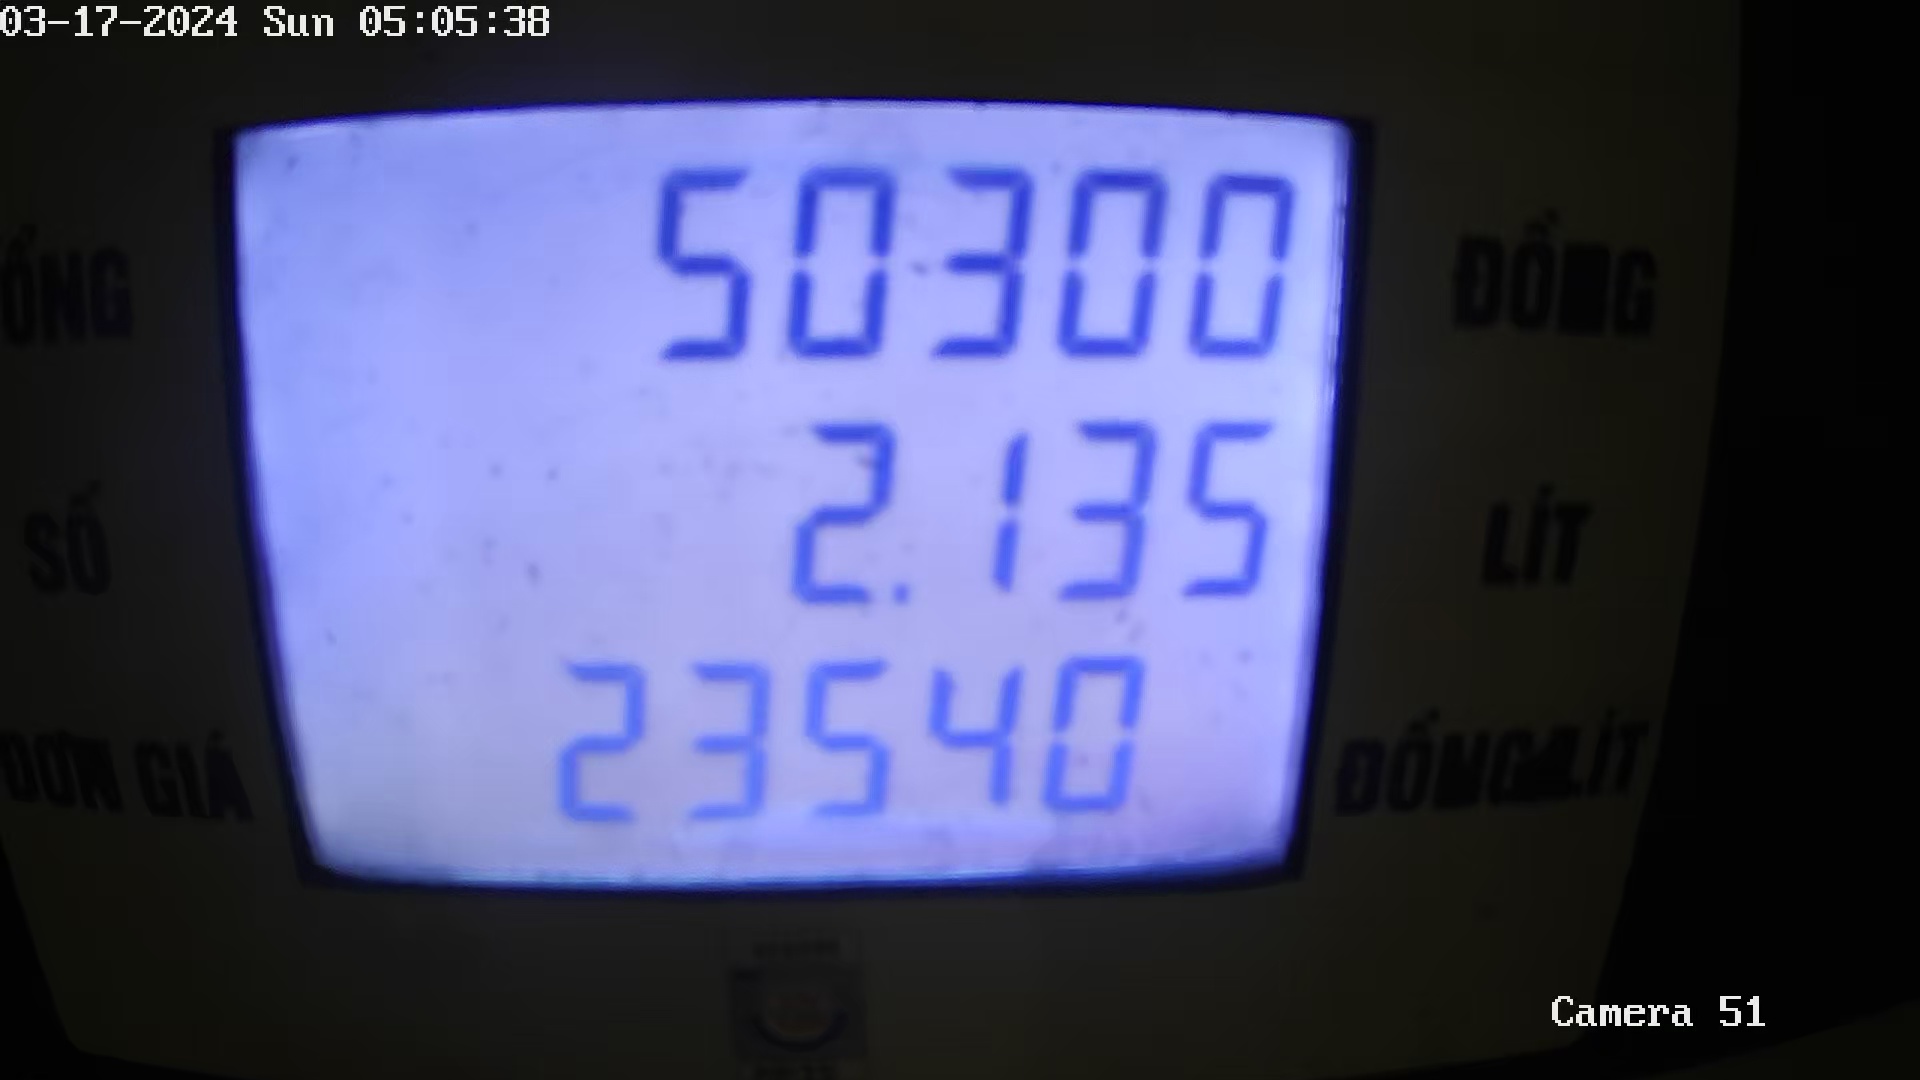 03-17-2024 Sun 05:05:38
50300 ĐỒNG
SỐ 2.135 LÍT
ĐƠN GIÁ 23540 ĐỒNG/LÍT
Camera 51